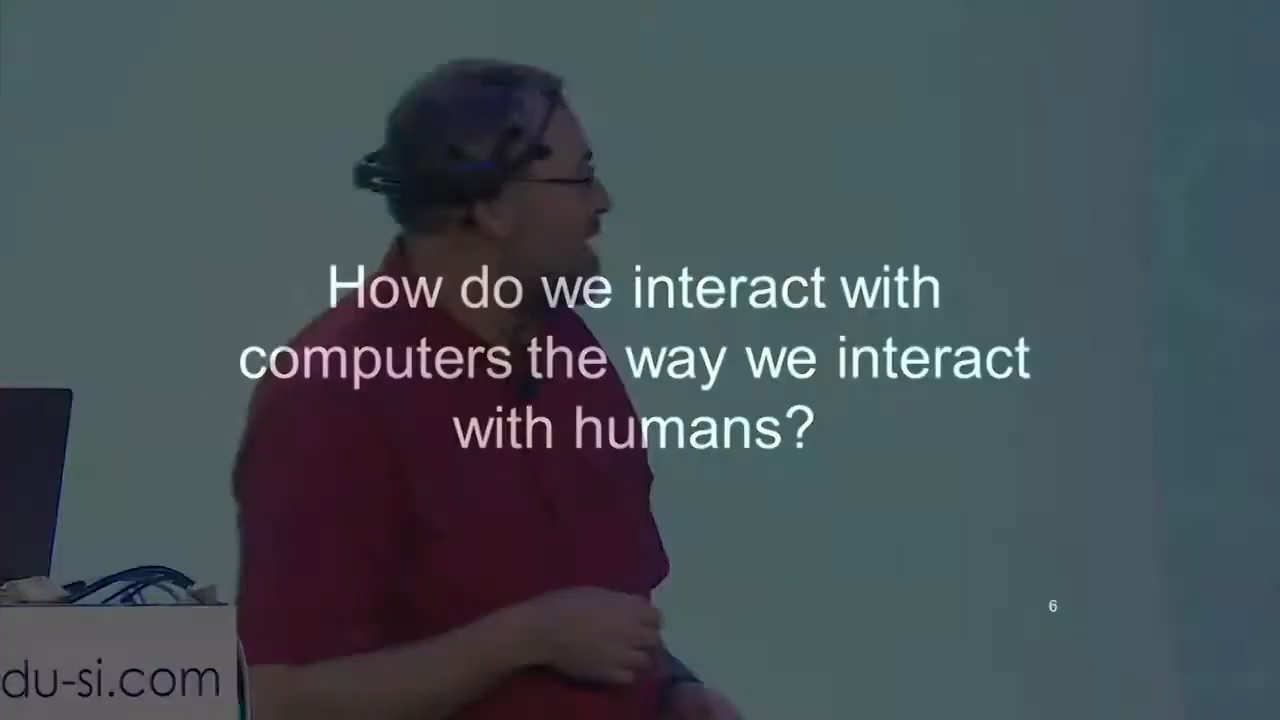 How do we interact with
computers the way we interact
with humans?
6
du-si.com